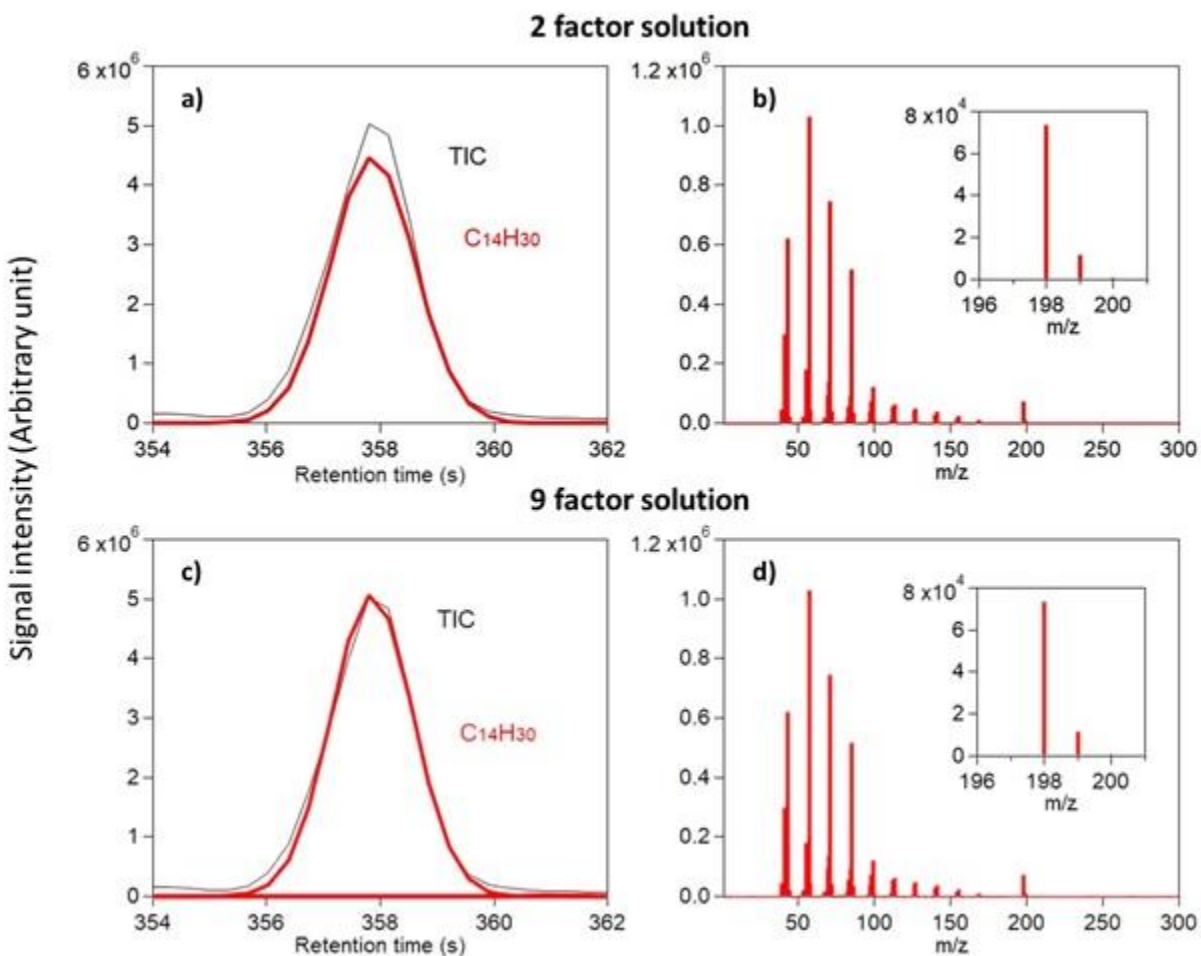 2 factor solution
Signal intensity (Arbitrary unit)
a)
6 x10^6
5
4
3
2
1
0
TIC
C14H30
354
356
358
360
362
Retention time (s)
b)
1.2 x10^6
1.0
0.8
0.6
0.4
0.2
0.0
50
100
150
200
250
300
m/z
8 x10^4
6
4
2
0
196
198
200
m/z
9 factor solution
c)
6 x10^6
5
4
3
2
1
0
TIC
C14H30
354
356
358
360
362
Retention time (s)
d)
1.2 x10^6
1.0
0.8
0.6
0.4
0.2
0.0
50
100
150
200
250
300
m/z
8 x10^4
6
4
2
0
196
198
200
m/z